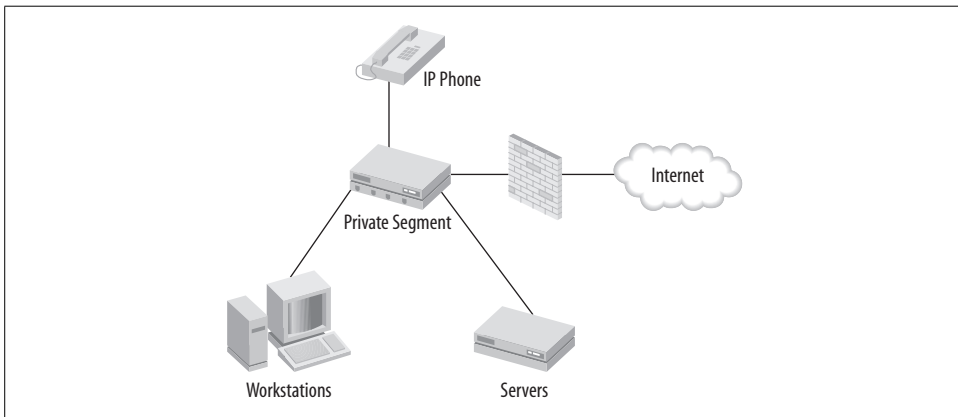 IP Phone
Internet
Private Segment
Workstations
Servers